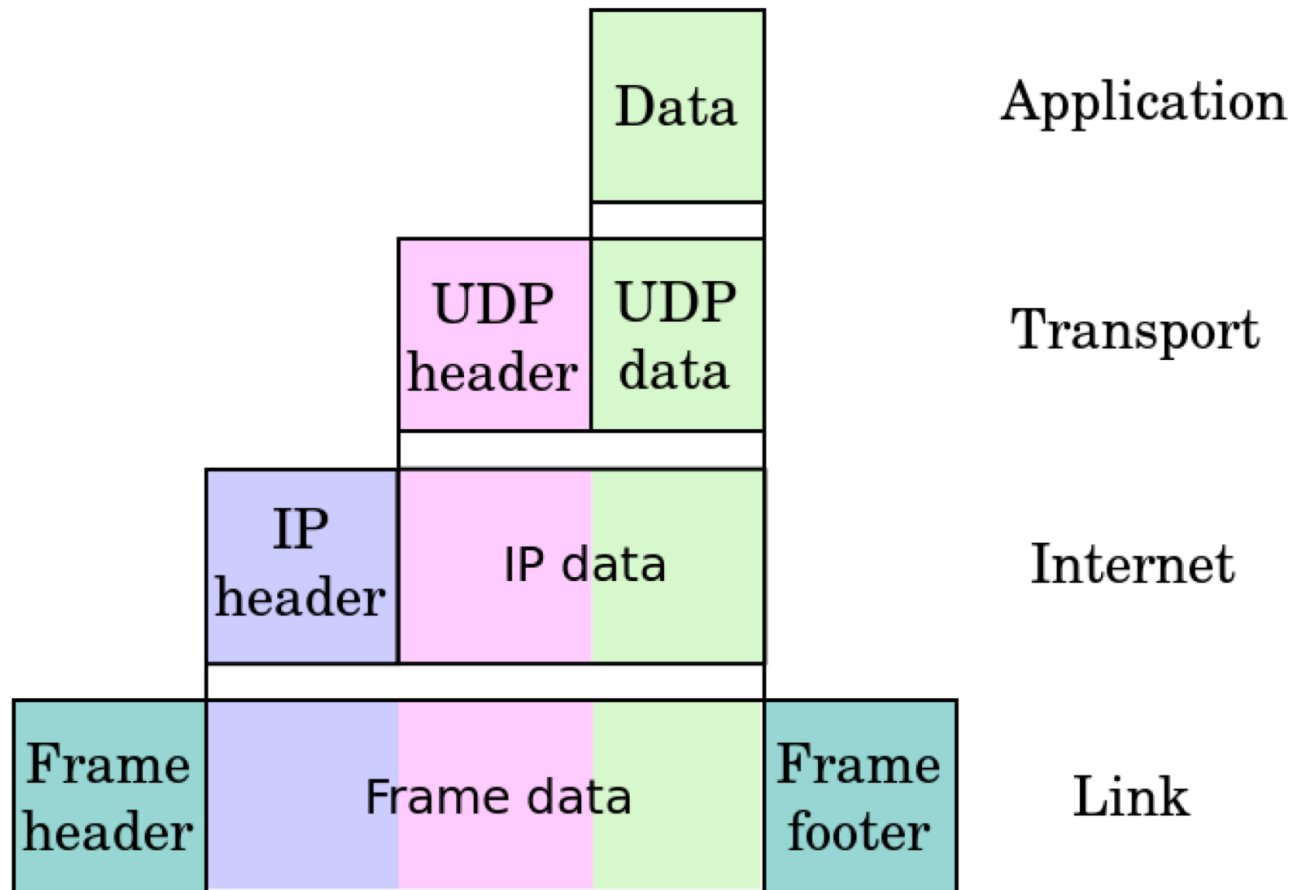 Data
Application
UDP
header
UDP
data
Transport
IP
header
IP data
Internet
Frame
header
Frame data
Frame
footer
Link